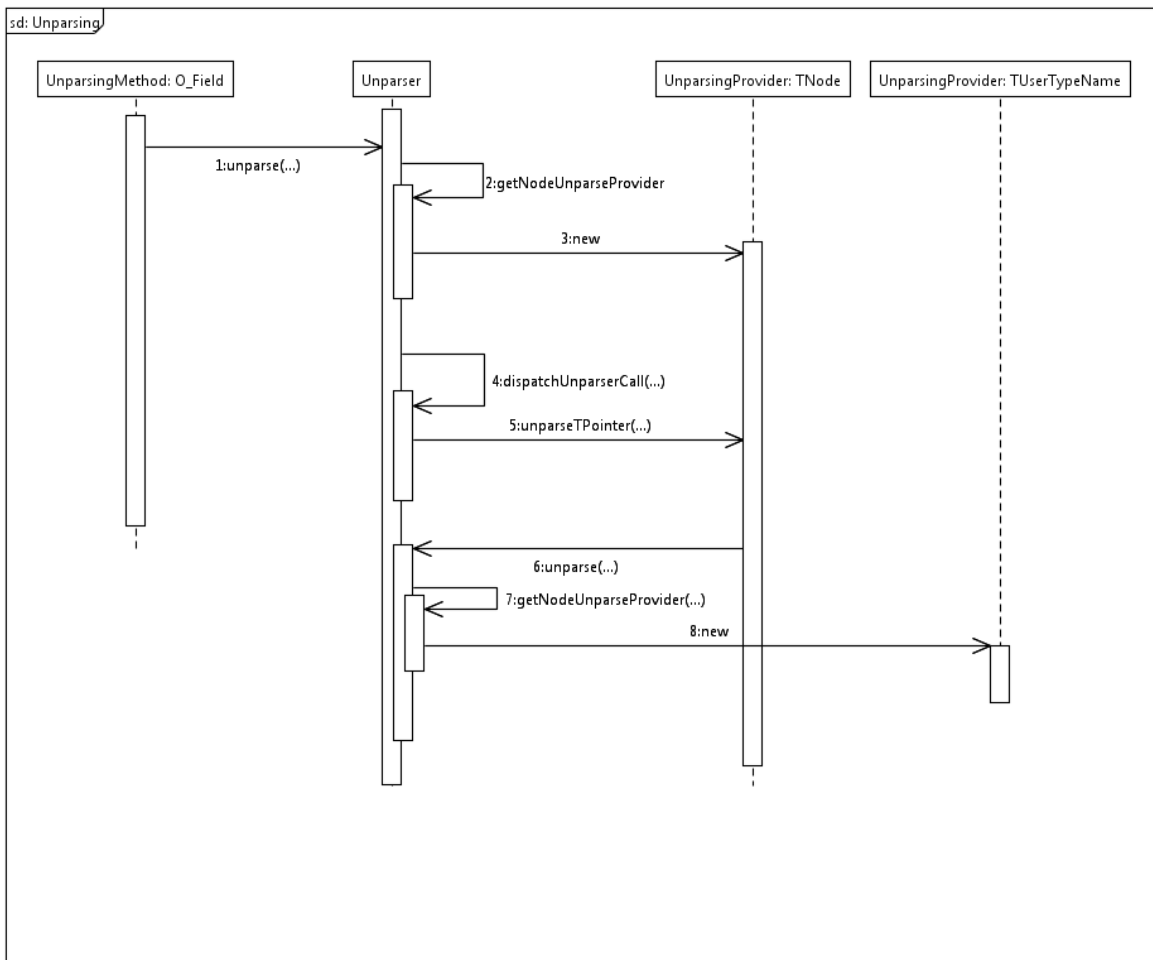 sd: Unparsing
UnparsingMethod: O_Field
Unparser
UnparsingProvider: TNode
UnparsingProvider: TUserTypeName
1:unparse(...)
2:getNodeUnparseProvider
3:new
4:dispatchUnparserCall(...)
5:unparseTPointer(...)
6:unparse(...)
7:getNodeUnparseProvider(...)
8:new